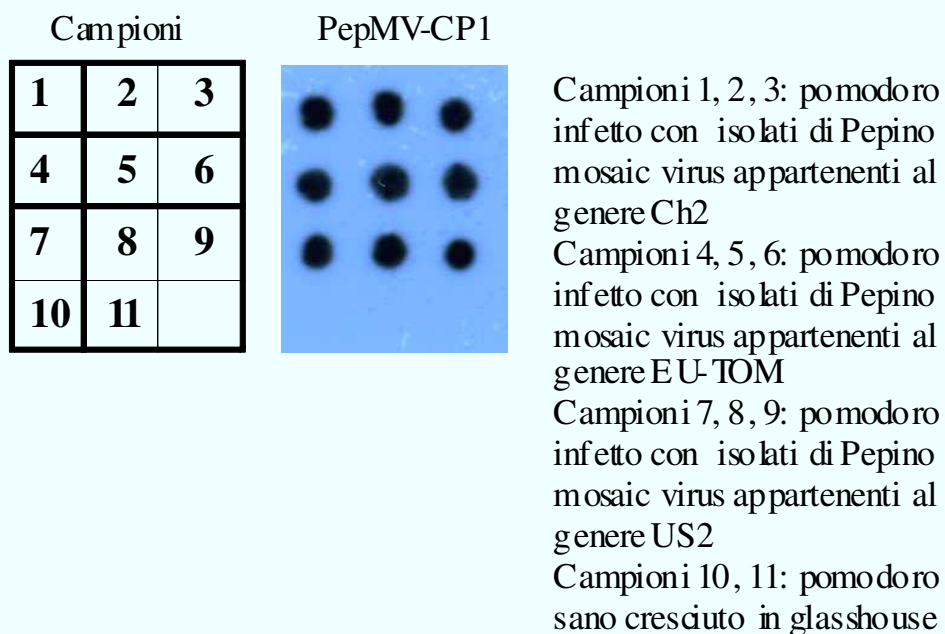 Campioni
PepMV-CP1
1 2 3
4 5 6
7 8 9
10 11
Campioni 1, 2, 3: pomodoro
infetto con isolati di Pepino
mosaic virus appartenenti al
genere Ch2
Campioni 4, 5, 6: pomodoro
infetto con isolati di Pepino
mosaic virus appartenenti al
genere EU-TOM
Campioni 7, 8, 9: pomodoro
infetto con isolati di Pepino
mosaic virus appartenenti al
genere US2
Campioni 10, 11: pomodoro
sano cresciuto in glasshouse